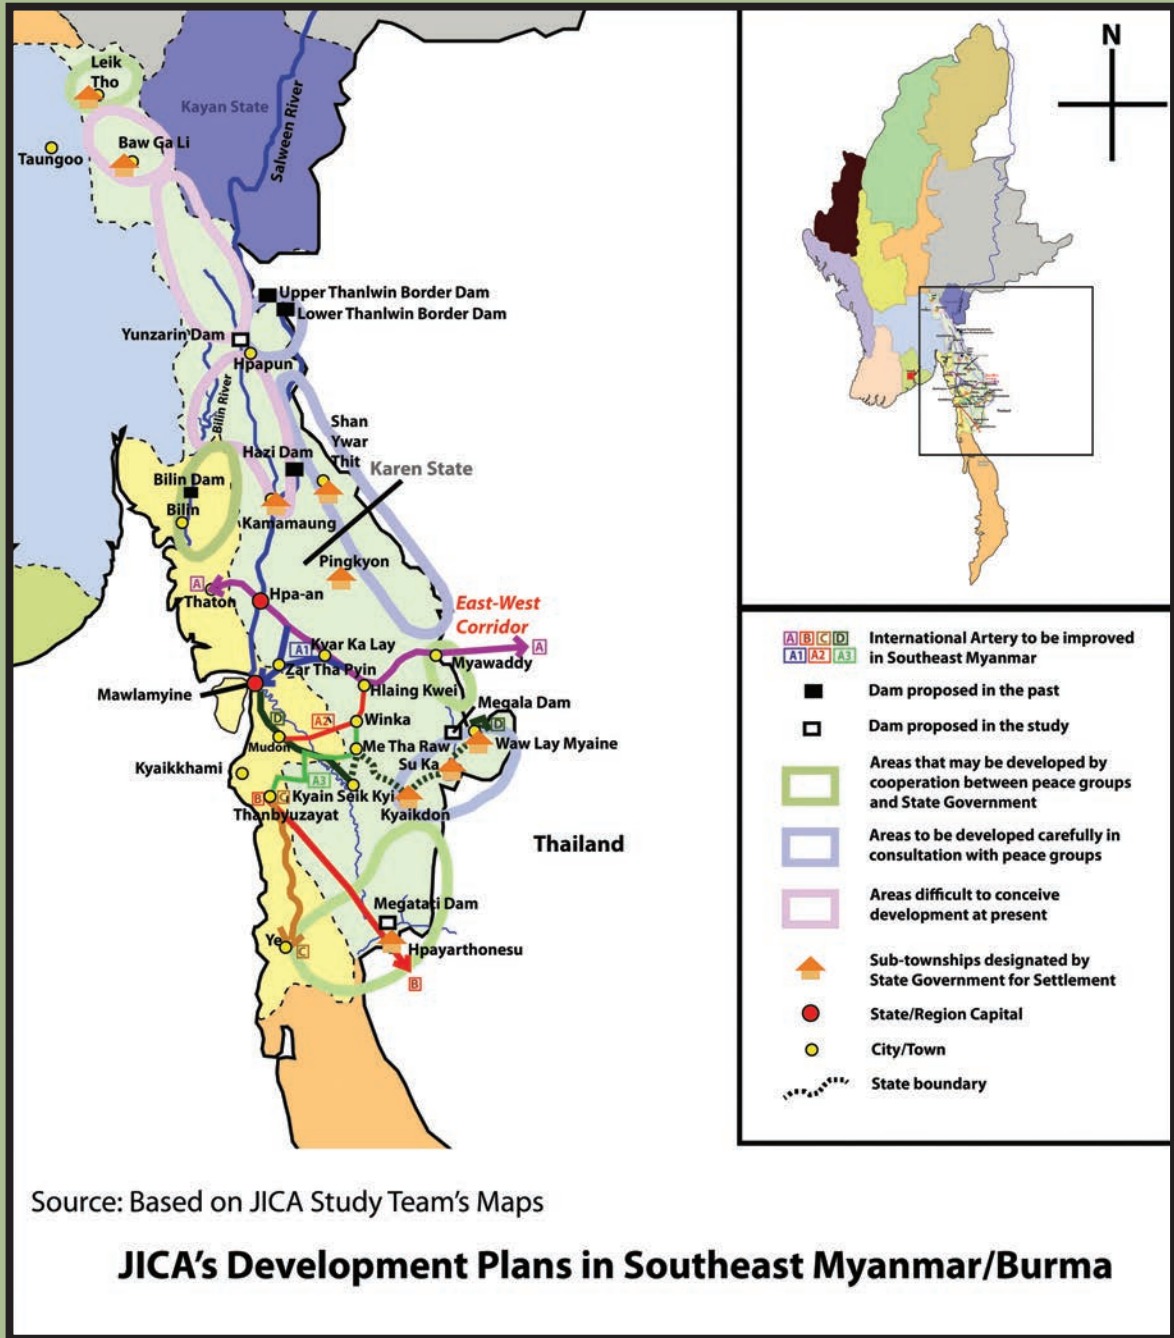 Leik
Tho
Kayan State
Salween River
Taungoo
Baw Ga Li
Upper Thanlwin Border Dam
Lower Thanlwin Border Dam
Yunzarin Dam
Hpapun
Bilin River
Shan
Ywar
Thit
Hazi Dam
Karen State
Bilin Dam
Bilin
Kamamaung
Pingkyon
A
Thaton
Hpa-an
East-West
Corridor
A1
Kyar Ka Lay
A
Zar Tha Pyin
Myawaddy
Mawlamyine
Hlaing Kwei
Megala Dam
D
A2
Winka
D
Mudon
Me Tha Raw
Waw Lay Myaine
Su Ka
Kyaikkhami
A3
B C
Kyain Seik Kyi
Thanbyuzayat
Kyaikdon
Thailand
Megatati Dam
Ye
C
Hpayarthonesu
B
N
A B C D
A1 A2 A3
International Artery to be improved
in Southeast Myanmar
Dam proposed in the past
Dam proposed in the study
Areas that may be developed by
cooperation between peace groups
and State Government
Areas to be developed carefully in
consultation with peace groups
Areas difficult to conceive
development at present
Sub-townships designated by
State Government for Settlement
State/Region Capital
City/Town
State boundary
Source: Based on JICA Study Team's Maps
JICA's Development Plans in Southeast Myanmar/Burma